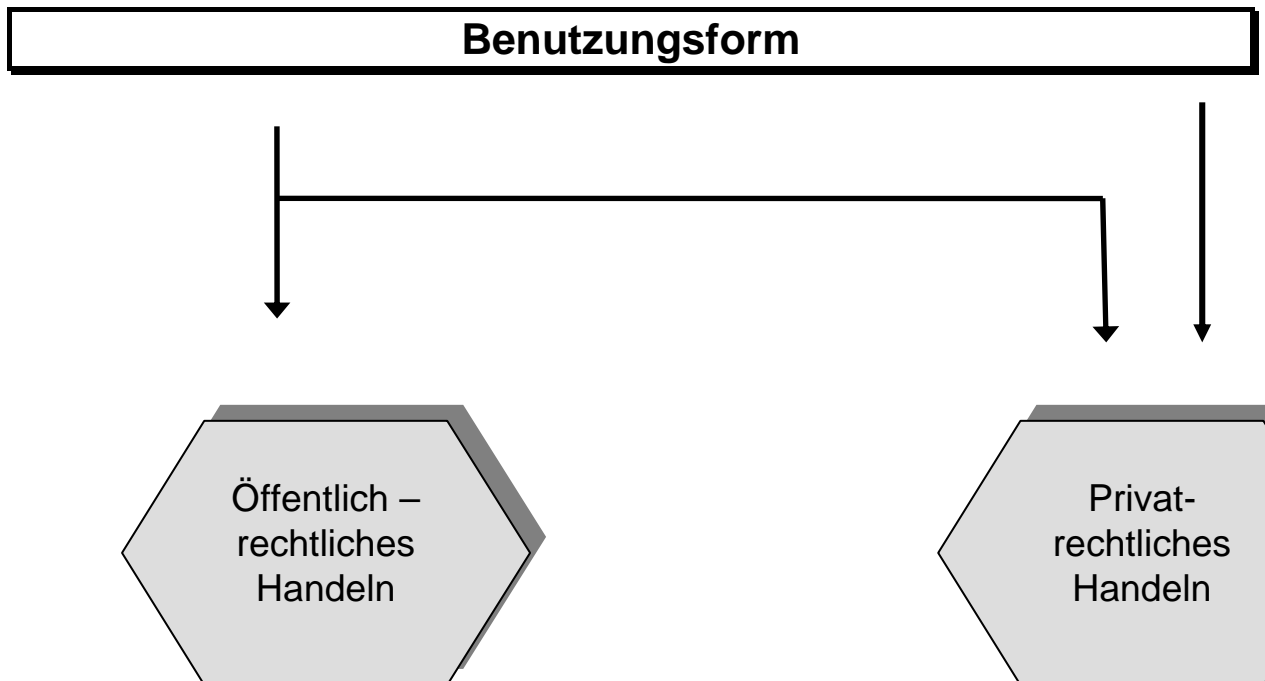 Benutzungsform
Öffentlich –
rechtliches
Handeln
Privat-
rechtliches
Handeln